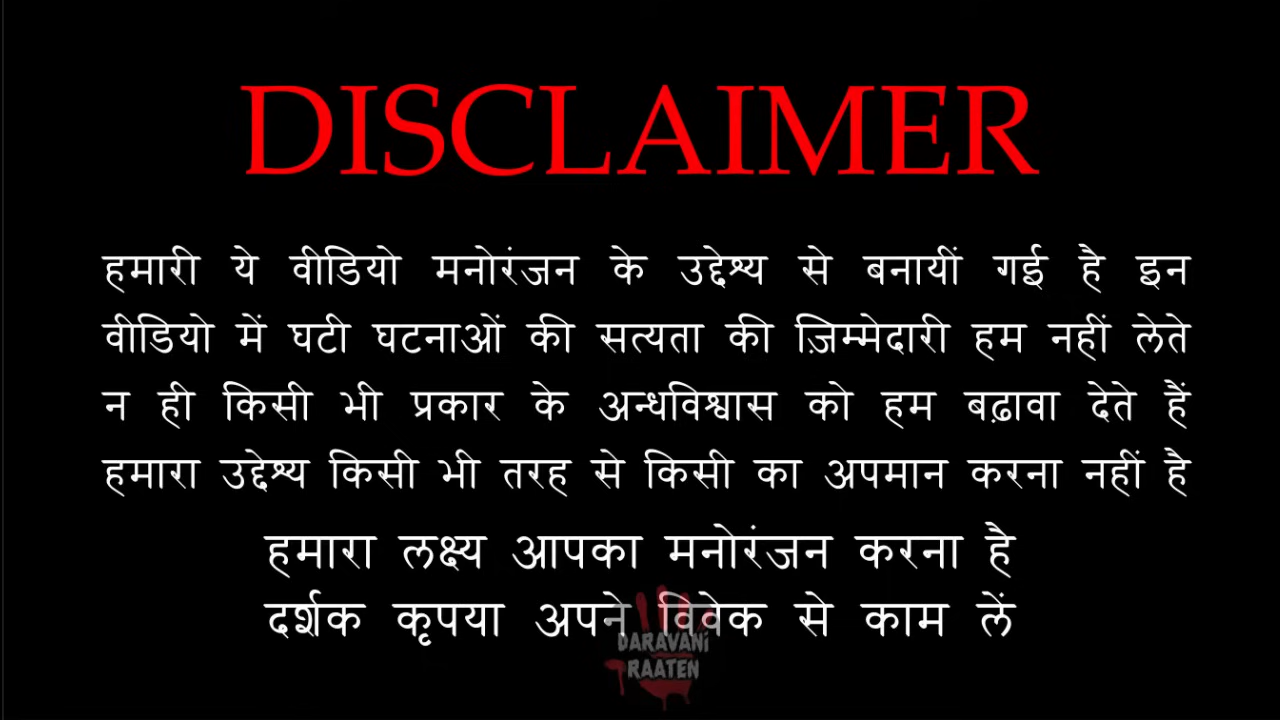 DISCLAIMER
हमारी ये वीडियो मनोरंजन के उद्देश्य से बनायीं गई है इन
वीडियो में घटी घटनाओं की सत्यता की ज़िम्मेदारी हम नहीं लेते
न ही किसी भी प्रकार के अन्धविश्वास को हम बढ़ावा देते हैं
हमारा उद्देश्य किसी भी तरह से किसी का अपमान करना नहीं है
हमारा लक्ष्य आपका मनोरंजन करना है
दर्शक कृपया अपने विवेक से काम लें
DARAVANi
RAATEN